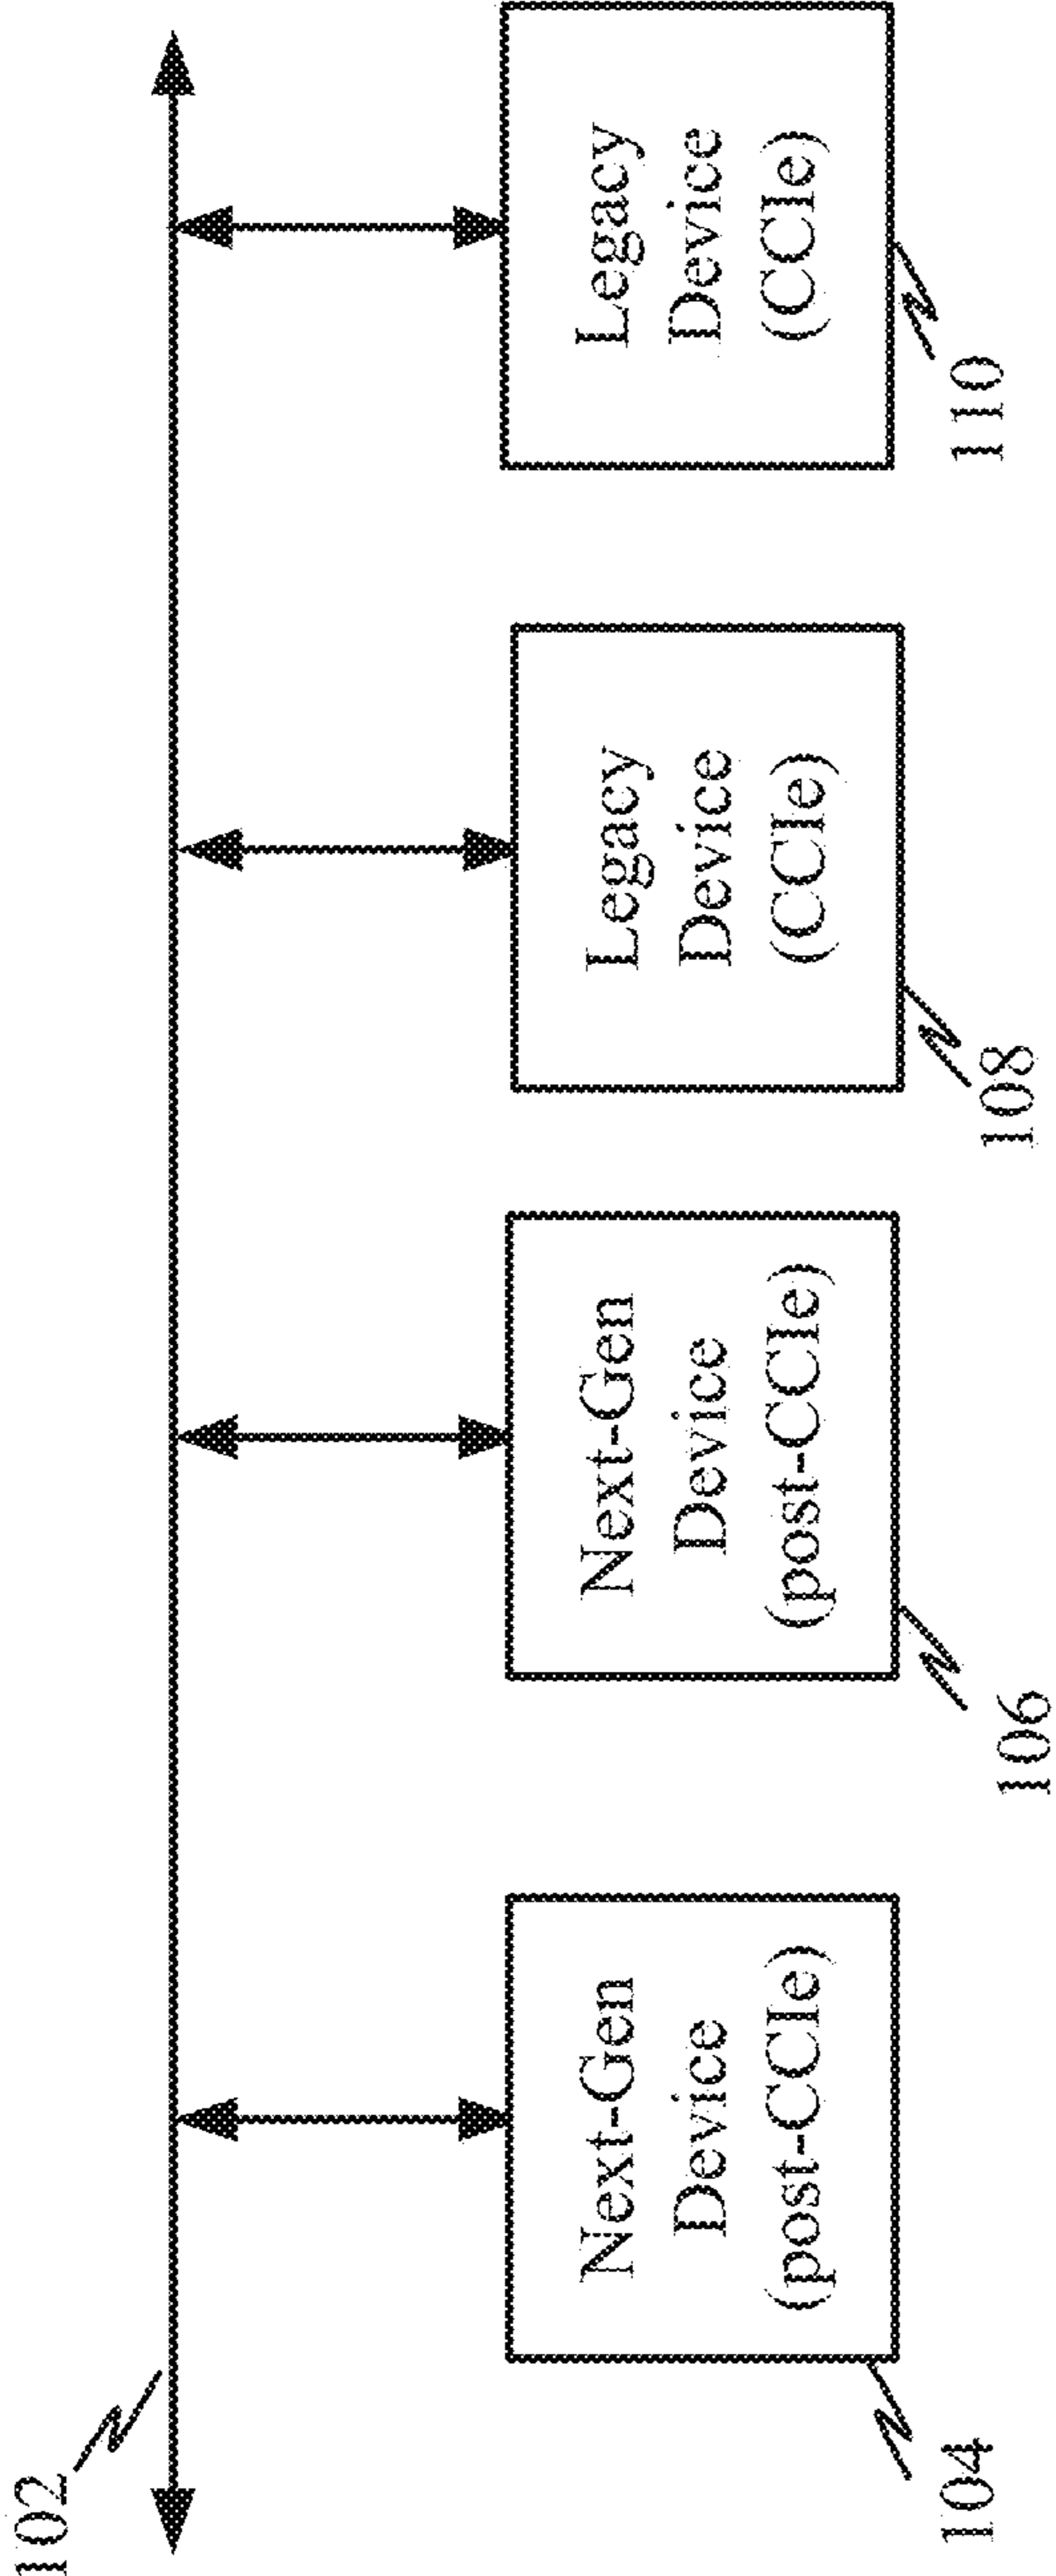 102
Next-Gen
Device
(post-CCIe)
104
Next-Gen
Device
(post-CCIe)
106
Legacy
Device
(CCIe)
108
Legacy
Device
(CCIe)
110